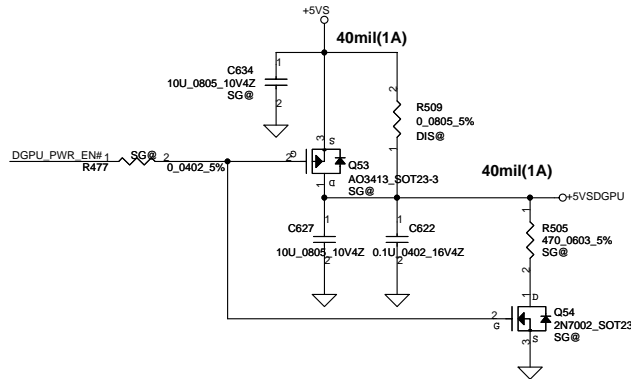 +5VS
40mil(1A)
1
C634
10U_0805_10V4Z
SG@
2
2
R509
0_0805_5%
DIS@
1
3
S
DGPU_PWR_EN#
1
SG@
2
R477
0_0402_5%
2
G
Q53
AO3413_SOT23-3
SG@
1
D
40mil(1A)
+5VSDGPU
1
C627
10U_0805_10V4Z
2
1
C622
0.1U_0402_16V4Z
2
1
R505
470_0603_5%
SG@
2
1
D
2
G
Q54
2N7002_SOT23
SG@
3
S